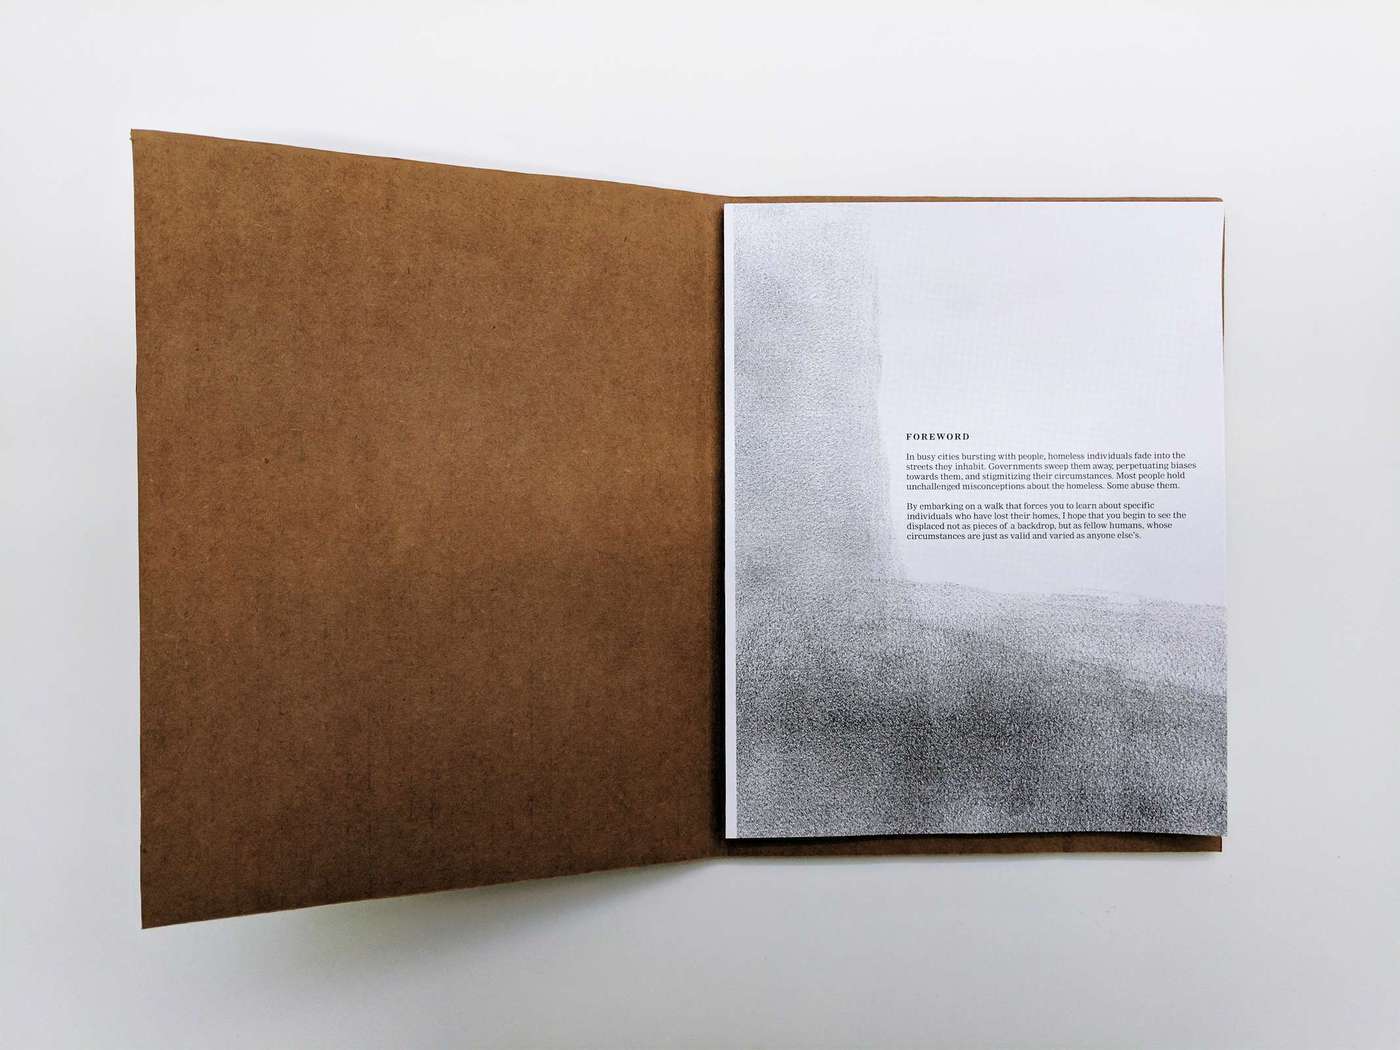 FOREWORD
In busy cities bursting with people, homeless individuals fade into the
streets they inhabit. Governments sweep them away, perpetuating biases
towards them, and stigmitizing their circumstances. Most people hold
unchallenged misconceptions about the homeless. Some abuse them.
By embarking on a walk that forces you to learn about specific
individuals who have lost their homes, I hope that you begin to see the
displaced not as pieces of a backdrop, but as fellow humans, whose
circumstances are just as valid and varied as anyone else's.